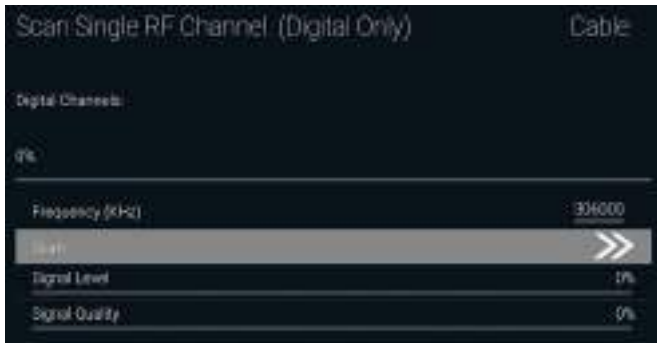 Scan Single RF Channel (Digital Only) Cable
Digital Channels:
0%
Frequency (KHz) 306000
Scan
Signal Level 0%
Signal Quality 0%